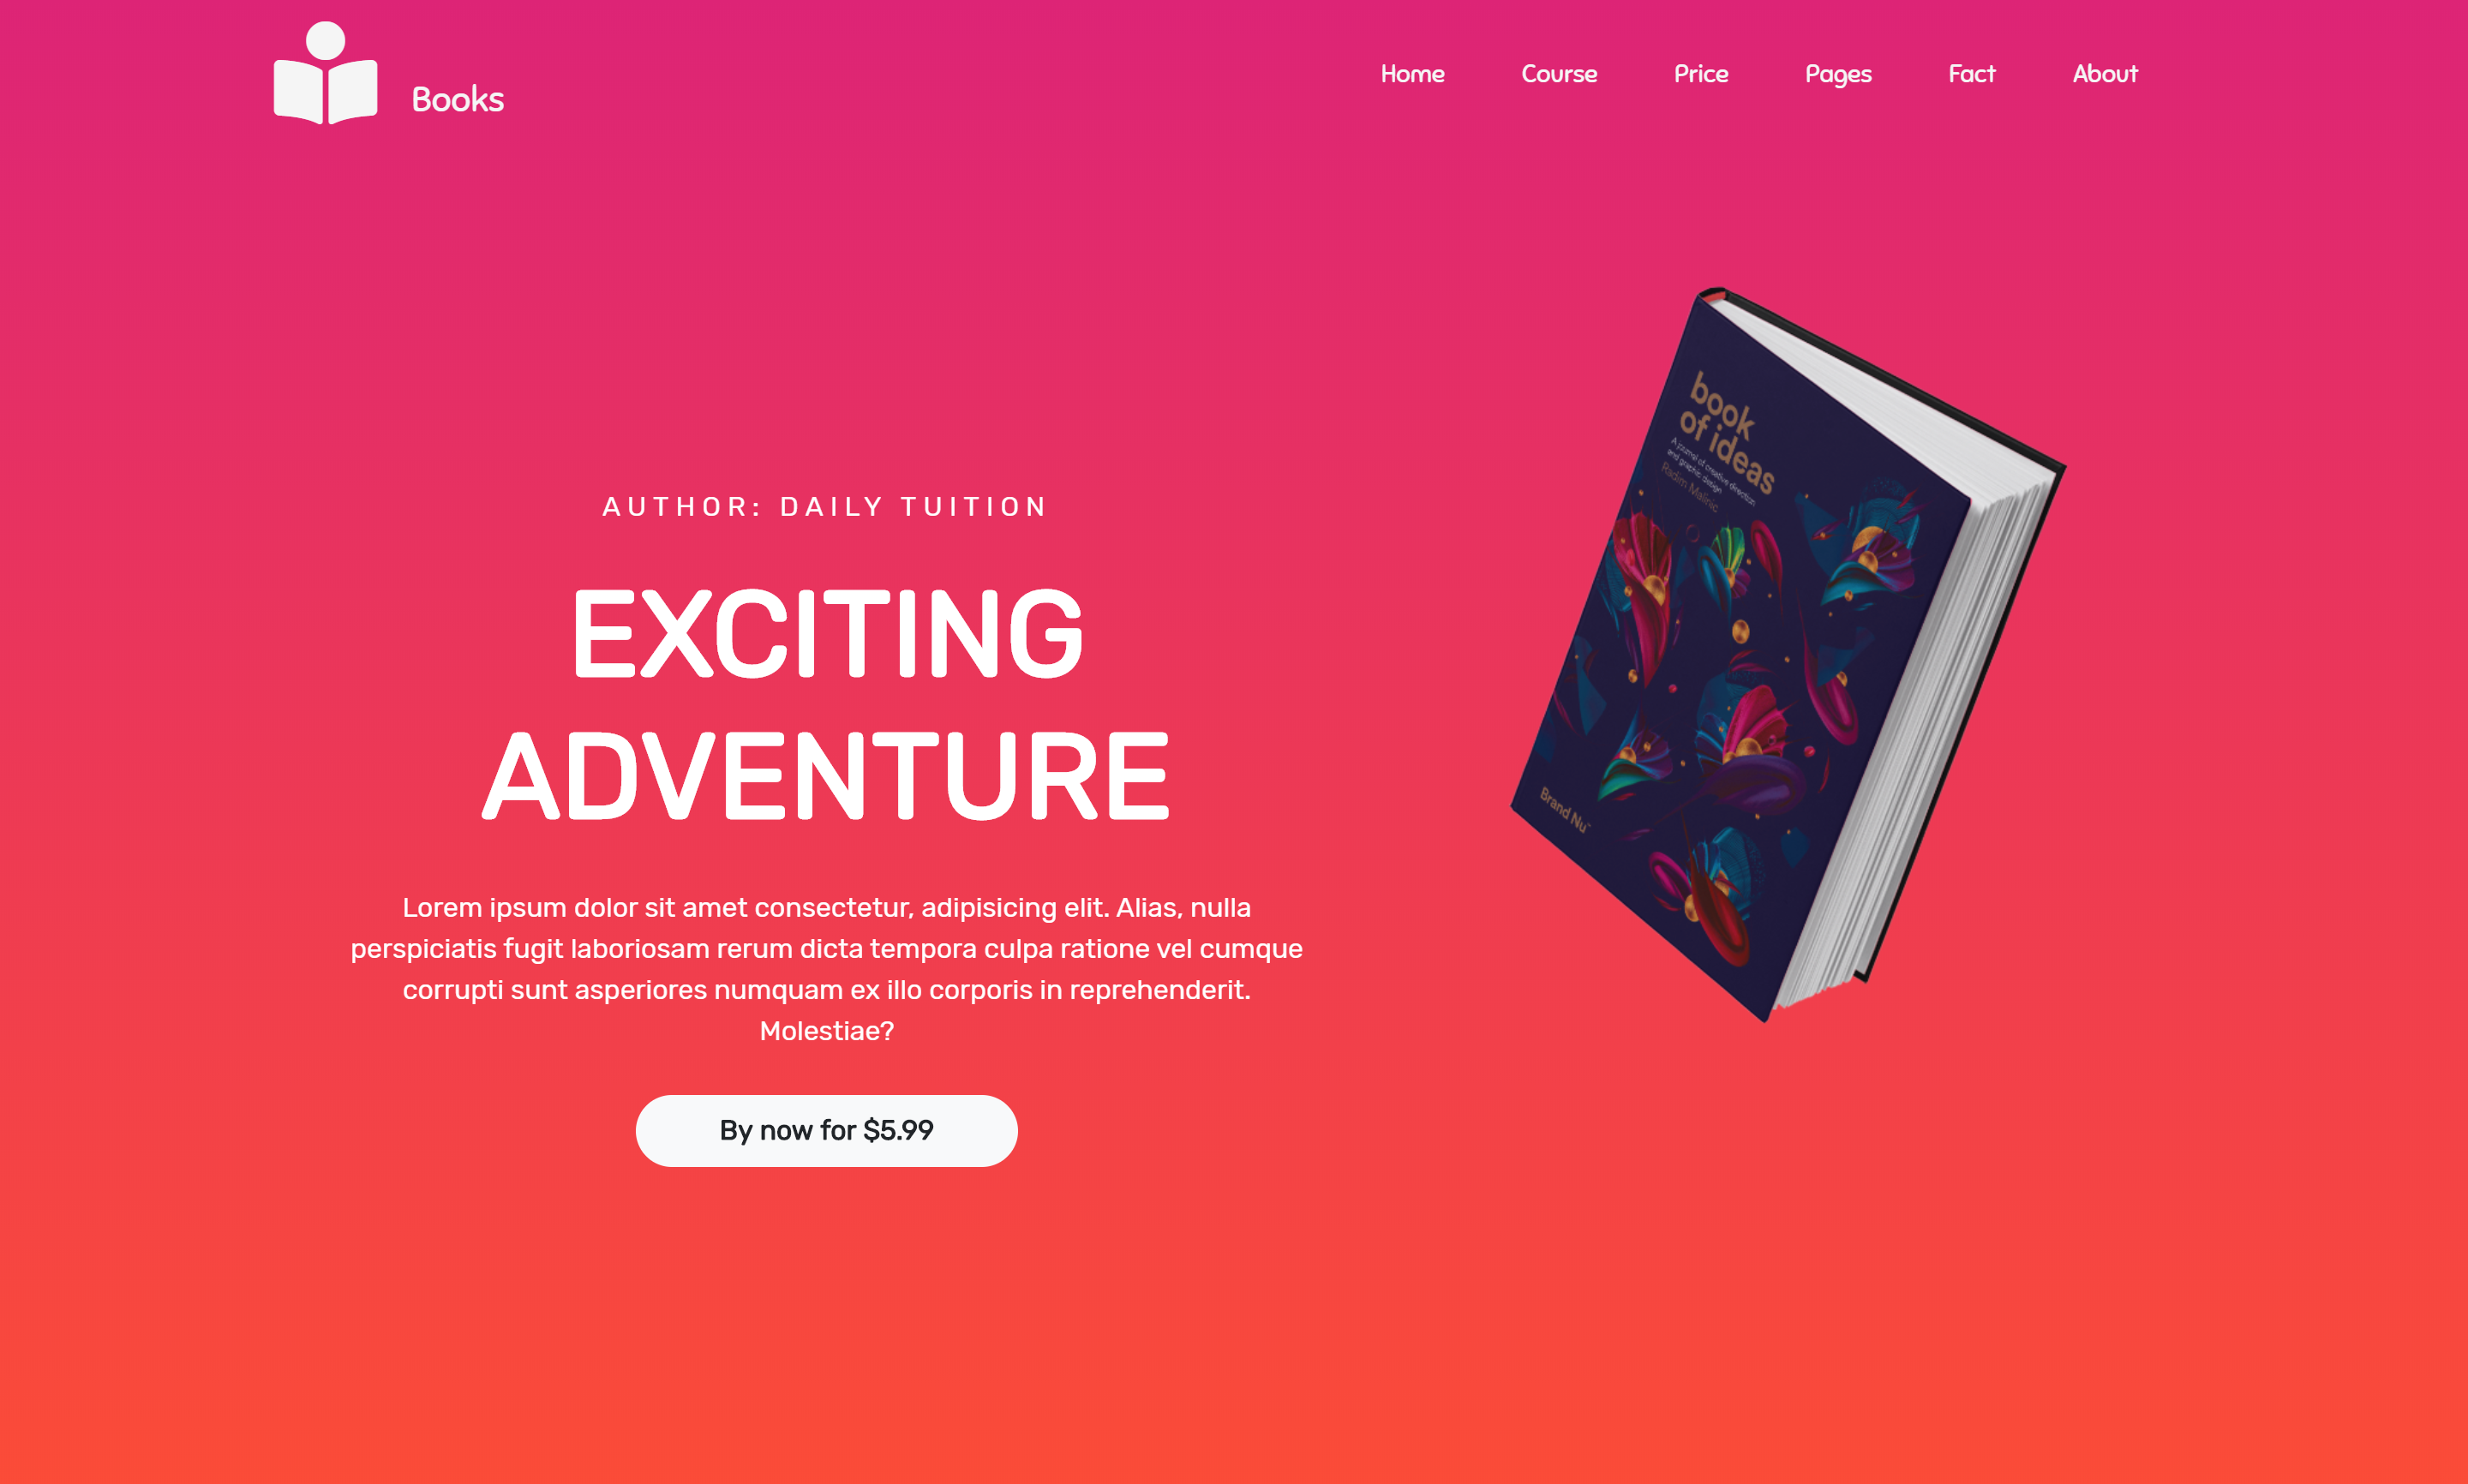 Books
Home Course Price Pages Fact About
AUTHOR: DAILY TUITION
EXCITING
ADVENTURE
Lorem ipsum dolor sit amet consectetur, adipisicing elit. Alias, nulla
perspiciatis fugit laboriosam rerum dicta tempora culpa ratione vel cumque
corrupti sunt asperiores numquam ex illo corporis in reprehenderit.
Molestiae?
By now for $5.99
book
of ideas
A journal of creative direction
and graphic design
Radim Malinic
Brand Nu™